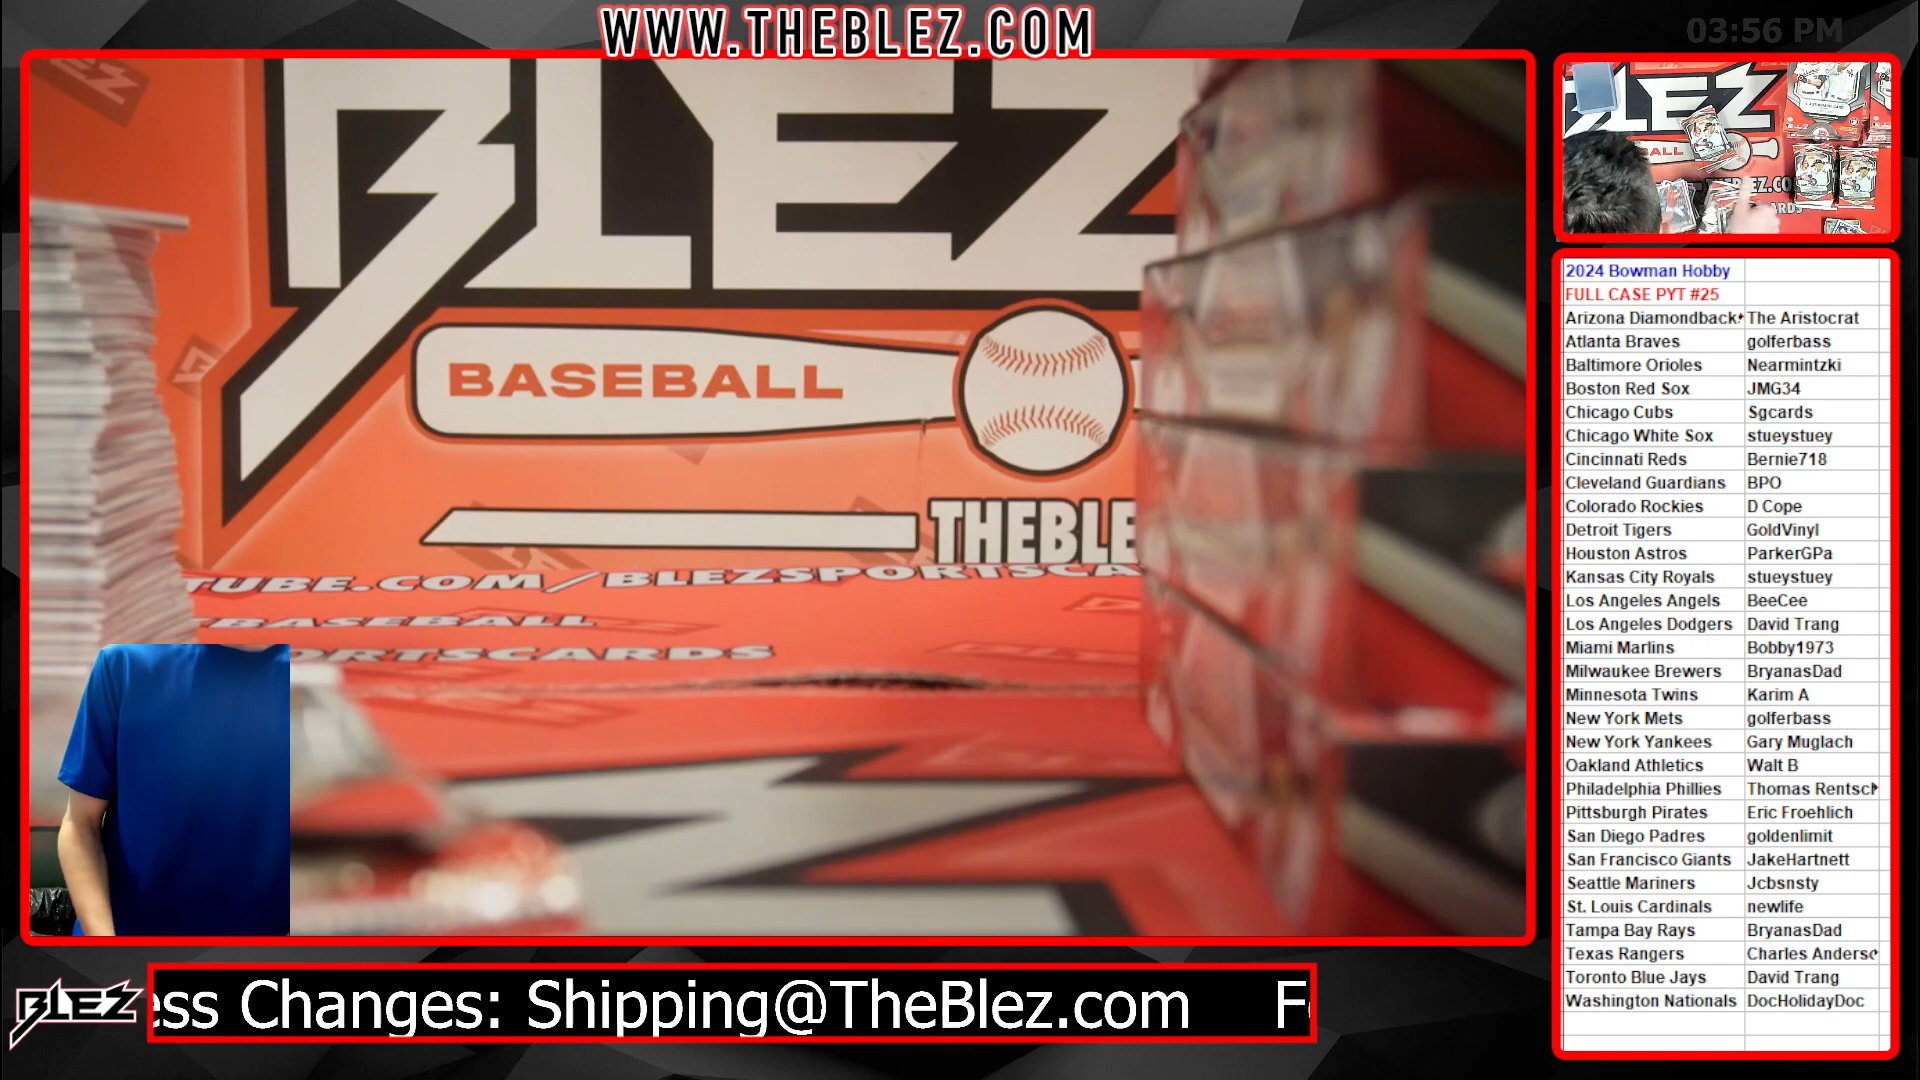 WWW.THEBLEZ.COM
03:56 PM
BLEZ
BASEBALL
THEBLE
TUBE.COM/BLEZSPORTSCA
BASEBALL
ORTSCARDS
2024 Bowman Hobby
FULL CASE PYT #25
Arizona Diamondback The Aristocrat
Atlanta Braves golferbass
Baltimore Orioles Nearmintzki
Boston Red Sox JMG34
Chicago Cubs Sgcards
Chicago White Sox stueystuey
Cincinnati Reds Bernie718
Cleveland Guardians BPO
Colorado Rockies D Cope
Detroit Tigers GoldVinyl
Houston Astros ParkerGPa
Kansas City Royals stueystuey
Los Angeles Angels BeeCee
Los Angeles Dodgers David Trang
Miami Marlins Bobby1973
Milwaukee Brewers BryanasDad
Minnesota Twins Karim A
New York Mets golferbass
New York Yankees Gary Muglach
Oakland Athletics Walt B
Philadelphia Phillies Thomas Rentsch
Pittsburgh Pirates Eric Froehlich
San Diego Padres goldenlimit
San Francisco Giants JakeHartnett
Seattle Mariners Jcbsnsty
St. Louis Cardinals newlife
Tampa Bay Rays BryanasDad
Texas Rangers Charles Anders
Toronto Blue Jays David Trang
Washington Nationals DocHolidayDoc
BLEZ
ess Changes: Shipping@TheBlez.com F